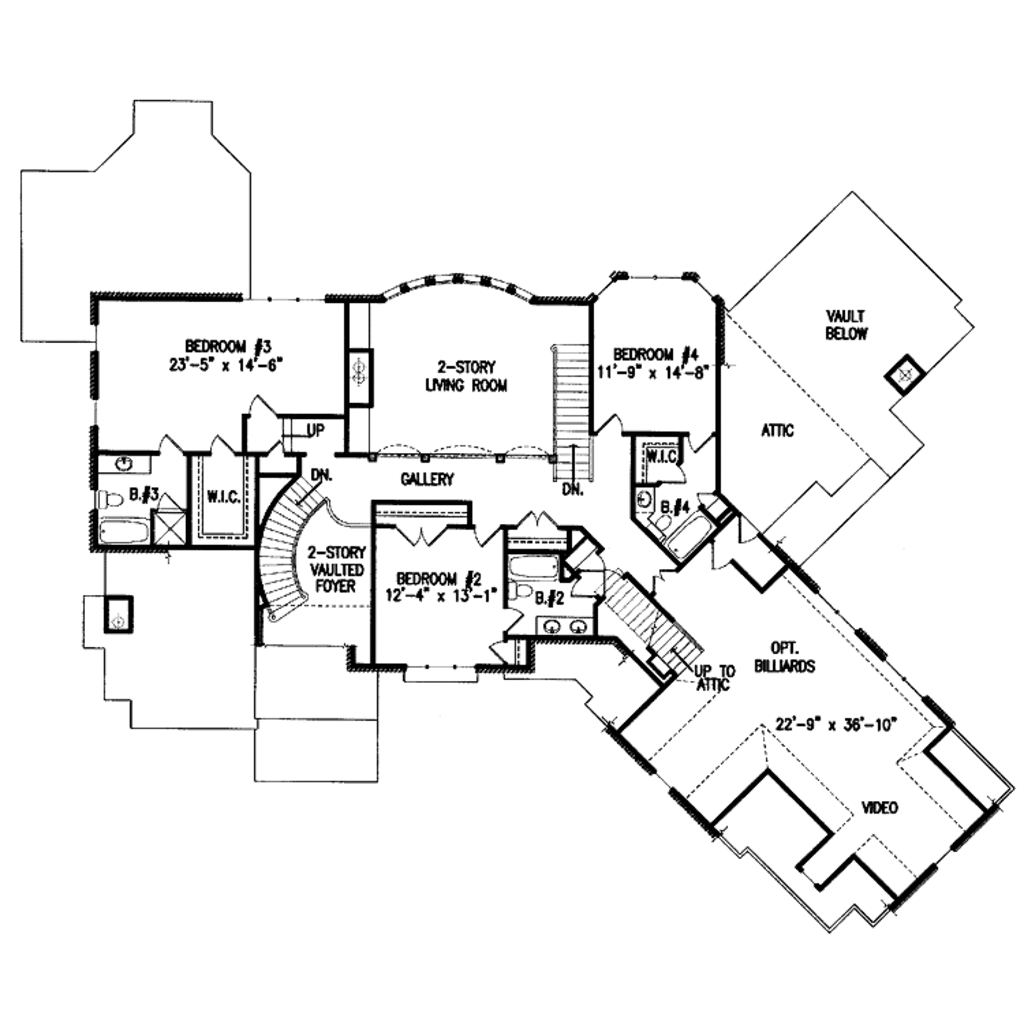 VAULT
BELOW
BEDROOM #3
23'-5" x 14'-6"
2-STORY
LIVING ROOM
BEDROOM #4
11'-9" x 14'-8"
UP
ATTIC
W.I.C.
DN.
GALLERY
DN.
B.#3
W.I.C.
B.#4
2-STORY
VAULTED
FOYER
BEDROOM #2
12'-4" x 13'-1"
B.#2
OPT.
BILLIARDS
UP TO
ATTIC
22'-9" x 36'-10"
VIDEO